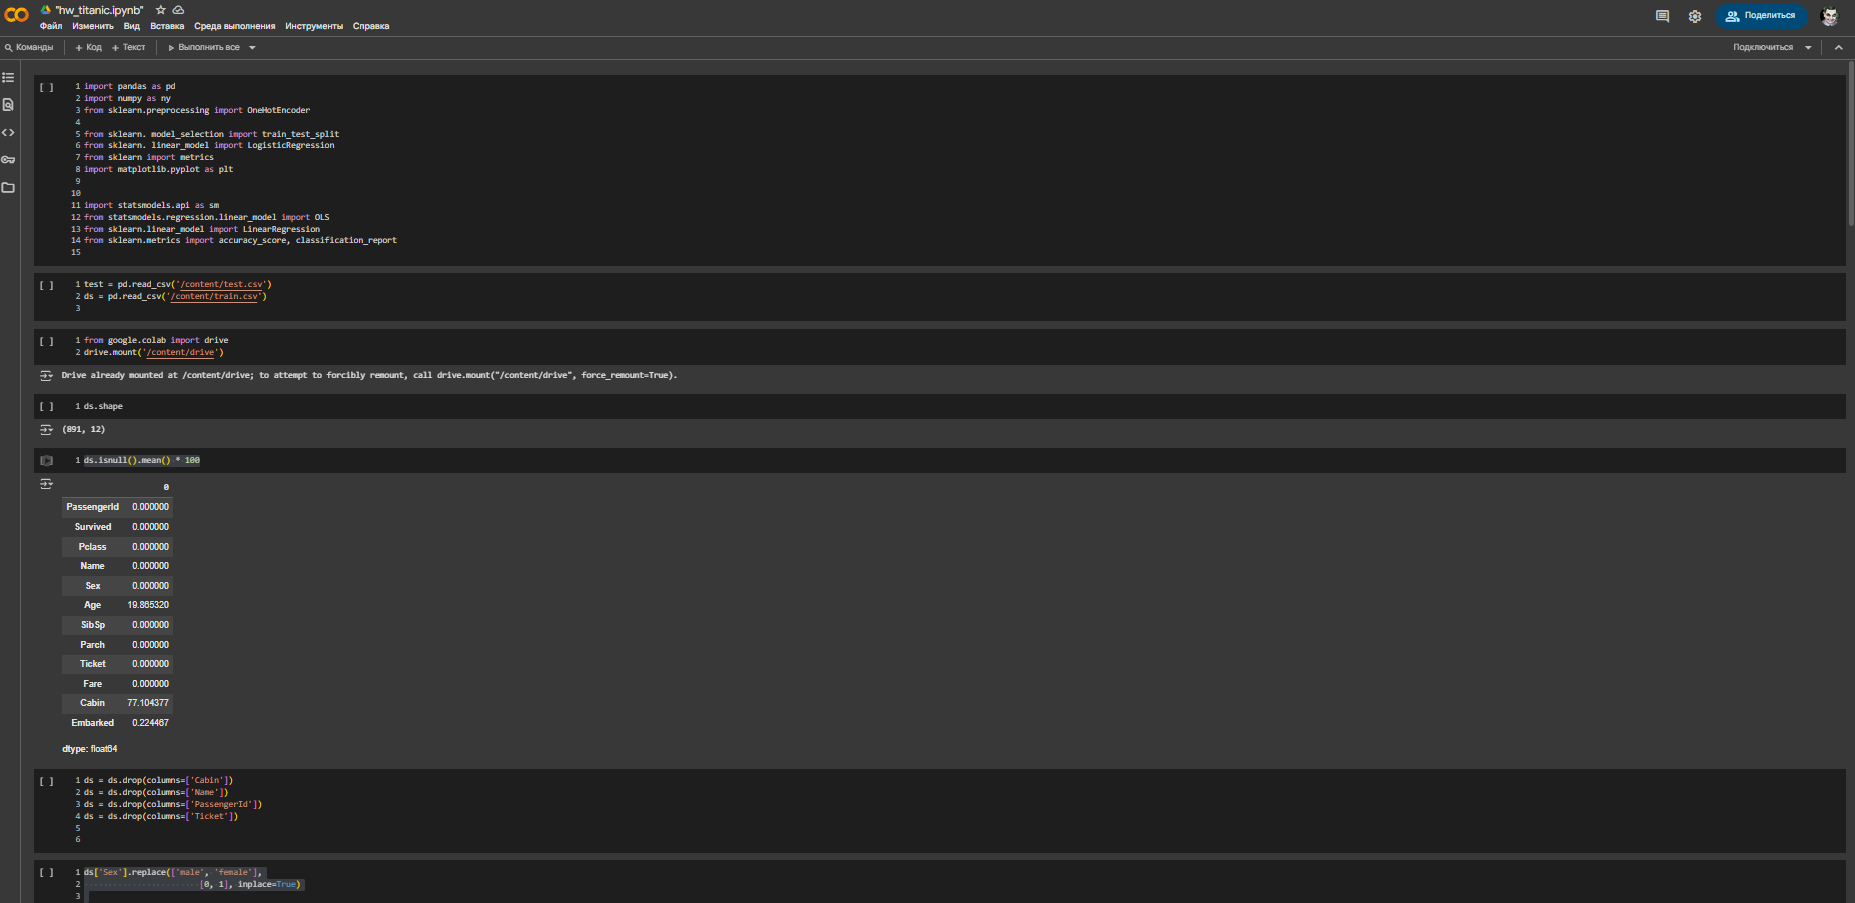 "hw_titanic.ipynb"
Файл Изменить Вид Вставка Среда выполнения Инструменты Справка
Поделиться
Команды + Код + Текст Выполнить все
Подключиться
[ ] 1 import pandas as pd
2 import numpy as ny
3 from sklearn.preprocessing import OneHotEncoder
4
5 from sklearn. model_selection import train_test_split
6 from sklearn. linear_model import LogisticRegression
7 from sklearn import metrics
8 import matplotlib.pyplot as plt
9
10
11 import statsmodels.api as sm
12 from statsmodels.regression.linear_model import OLS
13 from sklearn.linear_model import LinearRegression
14 from sklearn.metrics import accuracy_score, classification_report
15
[ ] 1 test = pd.read_csv('/content/test.csv')
2 ds = pd.read_csv('/content/train.csv')
3
[ ] 1 from google.colab import drive
2 drive.mount('/content/drive')
Drive already mounted at /content/drive; to attempt to forcibly remount, call drive.mount("/content/drive", force_remount=True).
[ ] 1 ds.shape
(891, 12)
1 ds.isnull().mean() * 100
0
PassengerId 0.000000
Survived 0.000000
Pclass 0.000000
Name 0.000000
Sex 0.000000
Age 19.865320
SibSp 0.000000
Parch 0.000000
Ticket 0.000000
Fare 0.000000
Cabin 77.104377
Embarked 0.224467
dtype: float64
[ ] 1 ds = ds.drop(columns=['Cabin'])
2 ds = ds.drop(columns=['Name'])
3 ds = ds.drop(columns=['PassengerId'])
4 ds = ds.drop(columns=['Ticket'])
5
6
[ ] 1 ds['Sex'].replace(['male', 'female'],
2 [0, 1], inplace=True)
3